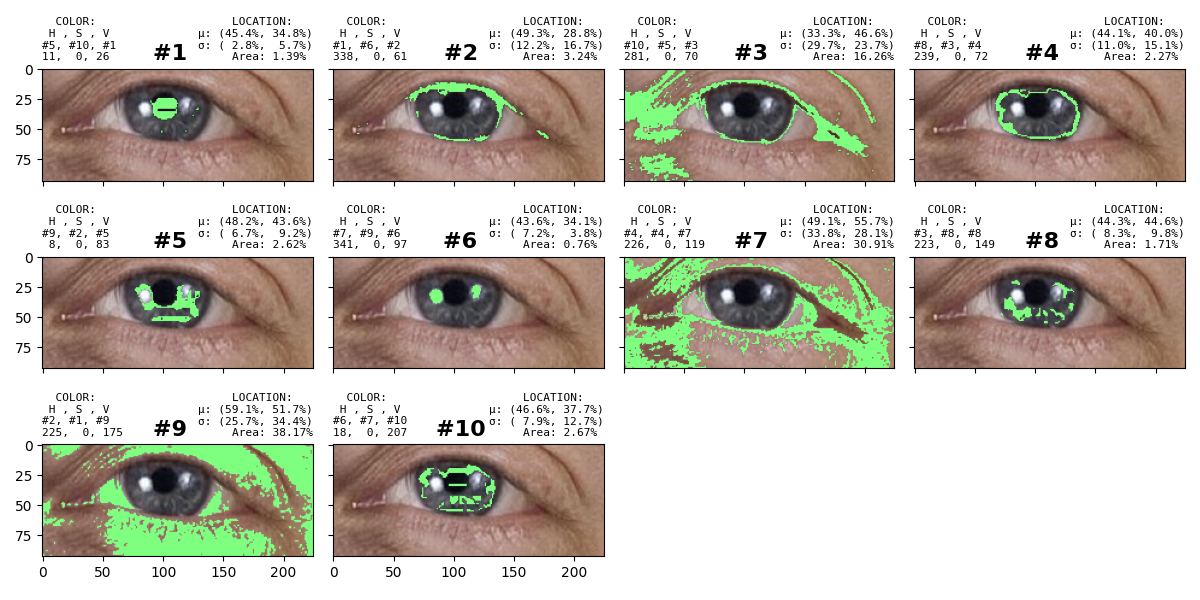 COLOR: LOCATION:
H , S , V μ: (45.4%, 34.8%)
#5, #10, #1 σ: ( 2.8%, 5.7%)
11, 0, 26 #1 Area: 1.39%
COLOR: LOCATION:
H , S , V μ: (49.3%, 28.8%)
#1, #6, #2 σ: (12.2%, 16.7%)
338, 0, 61 #2 Area: 3.24%
COLOR: LOCATION:
H , S , V μ: (33.3%, 46.6%)
#10, #5, #3 σ: (29.7%, 23.7%)
281, 0, 70 #3 Area: 16.26%
COLOR: LOCATION:
H , S , V μ: (44.1%, 40.0%)
#8, #3, #4 σ: (11.0%, 15.1%)
239, 0, 72 #4 Area: 2.27%
0
25
50
75
COLOR: LOCATION:
H , S , V μ: (48.2%, 43.6%)
#9, #2, #5 σ: ( 6.7%, 9.2%)
8, 0, 83 #5 Area: 2.62%
COLOR: LOCATION:
H , S , V μ: (43.6%, 34.1%)
#7, #9, #6 σ: ( 7.2%, 3.8%)
341, 0, 97 #6 Area: 0.76%
COLOR: LOCATION:
H , S , V μ: (49.1%, 55.7%)
#4, #4, #7 σ: (33.8%, 28.1%)
226, 0, 119 #7 Area: 30.91%
COLOR: LOCATION:
H , S , V μ: (44.3%, 44.6%)
#3, #8, #8 σ: ( 8.3%, 9.8%)
223, 0, 149 #8 Area: 1.71%
0
25
50
75
COLOR: LOCATION:
H , S , V μ: (59.1%, 51.7%)
#2, #1, #9 σ: (25.7%, 34.4%)
225, 0, 175 #9 Area: 38.17%
COLOR: LOCATION:
H , S , V μ: (46.6%, 37.7%)
#6, #7, #10 σ: ( 7.9%, 12.7%)
18, 0, 207 #10 Area: 2.67%
0
25
50
75
0 50 100 150 200
0 50 100 150 200